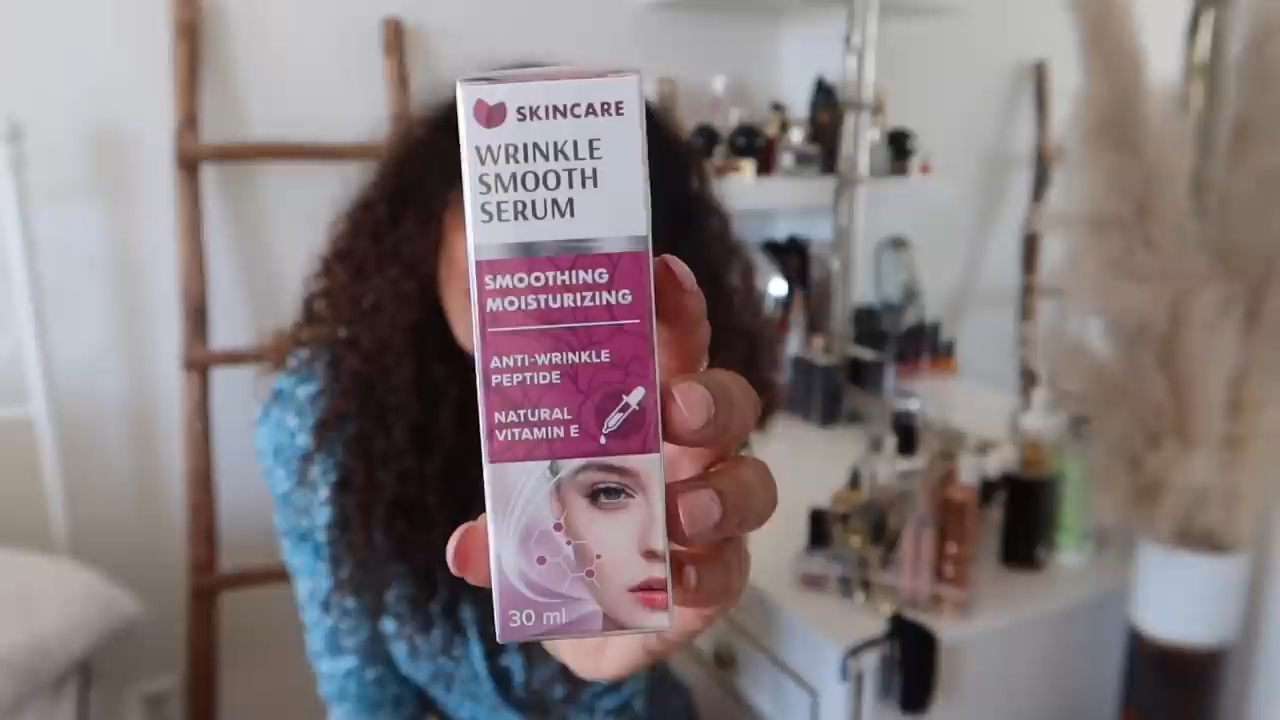 SKINCARE
WRINKLE
SMOOTH
SERUM
SMOOTHING
MOISTURIZING
ANTI-WRINKLE
PEPTIDE
NATURAL
VITAMIN E
30 ml